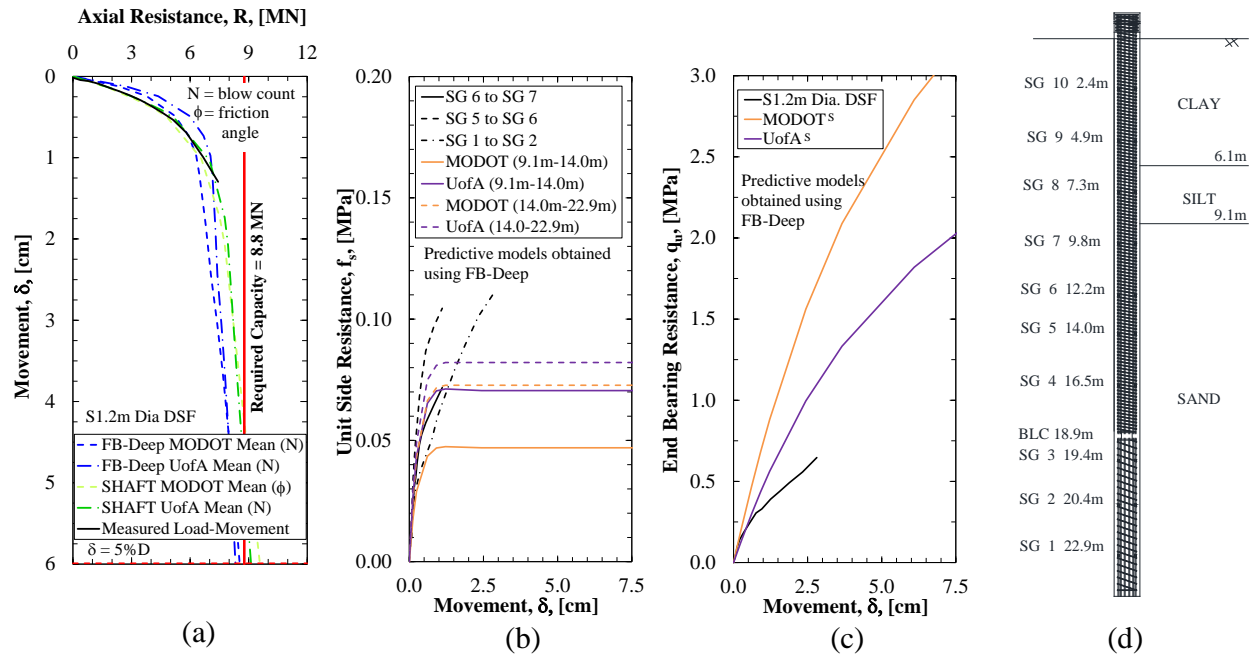 Axial Resistance, R, [MN]
0 3 6 9 12
0
1
2
3
4
5
6
Movement, δ, [cm]
N = blow count
ϕ = friction
angle
Required Capacity = 8.8 MN
S1.2m Dia DSF
FB-Deep MODOT Mean (N)
FB-Deep UofA Mean (N)
SHAFT MODOT Mean (ϕ)
SHAFT UofA Mean (N)
Measured Load-Movement
δ = 5%D
(a)
Unit Side Resistance, fs, [MPa]
0.20
0.15
0.10
0.05
0.00
SG 6 to SG 7
SG 5 to SG 6
SG 1 to SG 2
MODOT (9.1m-14.0m)
UofA (9.1m-14.0m)
MODOT (14.0m-22.9m)
UofA (14.0-22.9m)
Predictive models obtained
using FB-Deep
0.0 2.5 5.0 7.5
Movement, δ, [cm]
(b)
End Bearing Resistance, qu, [MPa]
3.0
2.5
2.0
1.5
1.0
0.5
0.0
S1.2m Dia. DSF
MODOT S
UofA S
Predictive models
obtained using
FB-Deep
0.0 2.5 5.0 7.5
Movement, δ, [cm]
(c)
SG 10 2.4m
CLAY
SG 9 4.9m
6.1m
SG 8 7.3m
SILT
9.1m
SG 7 9.8m
SG 6 12.2m
SG 5 14.0m
SG 4 16.5m
SAND
BLC 18.9m
SG 3 19.4m
SG 2 20.4m
SG 1 22.9m
(d)